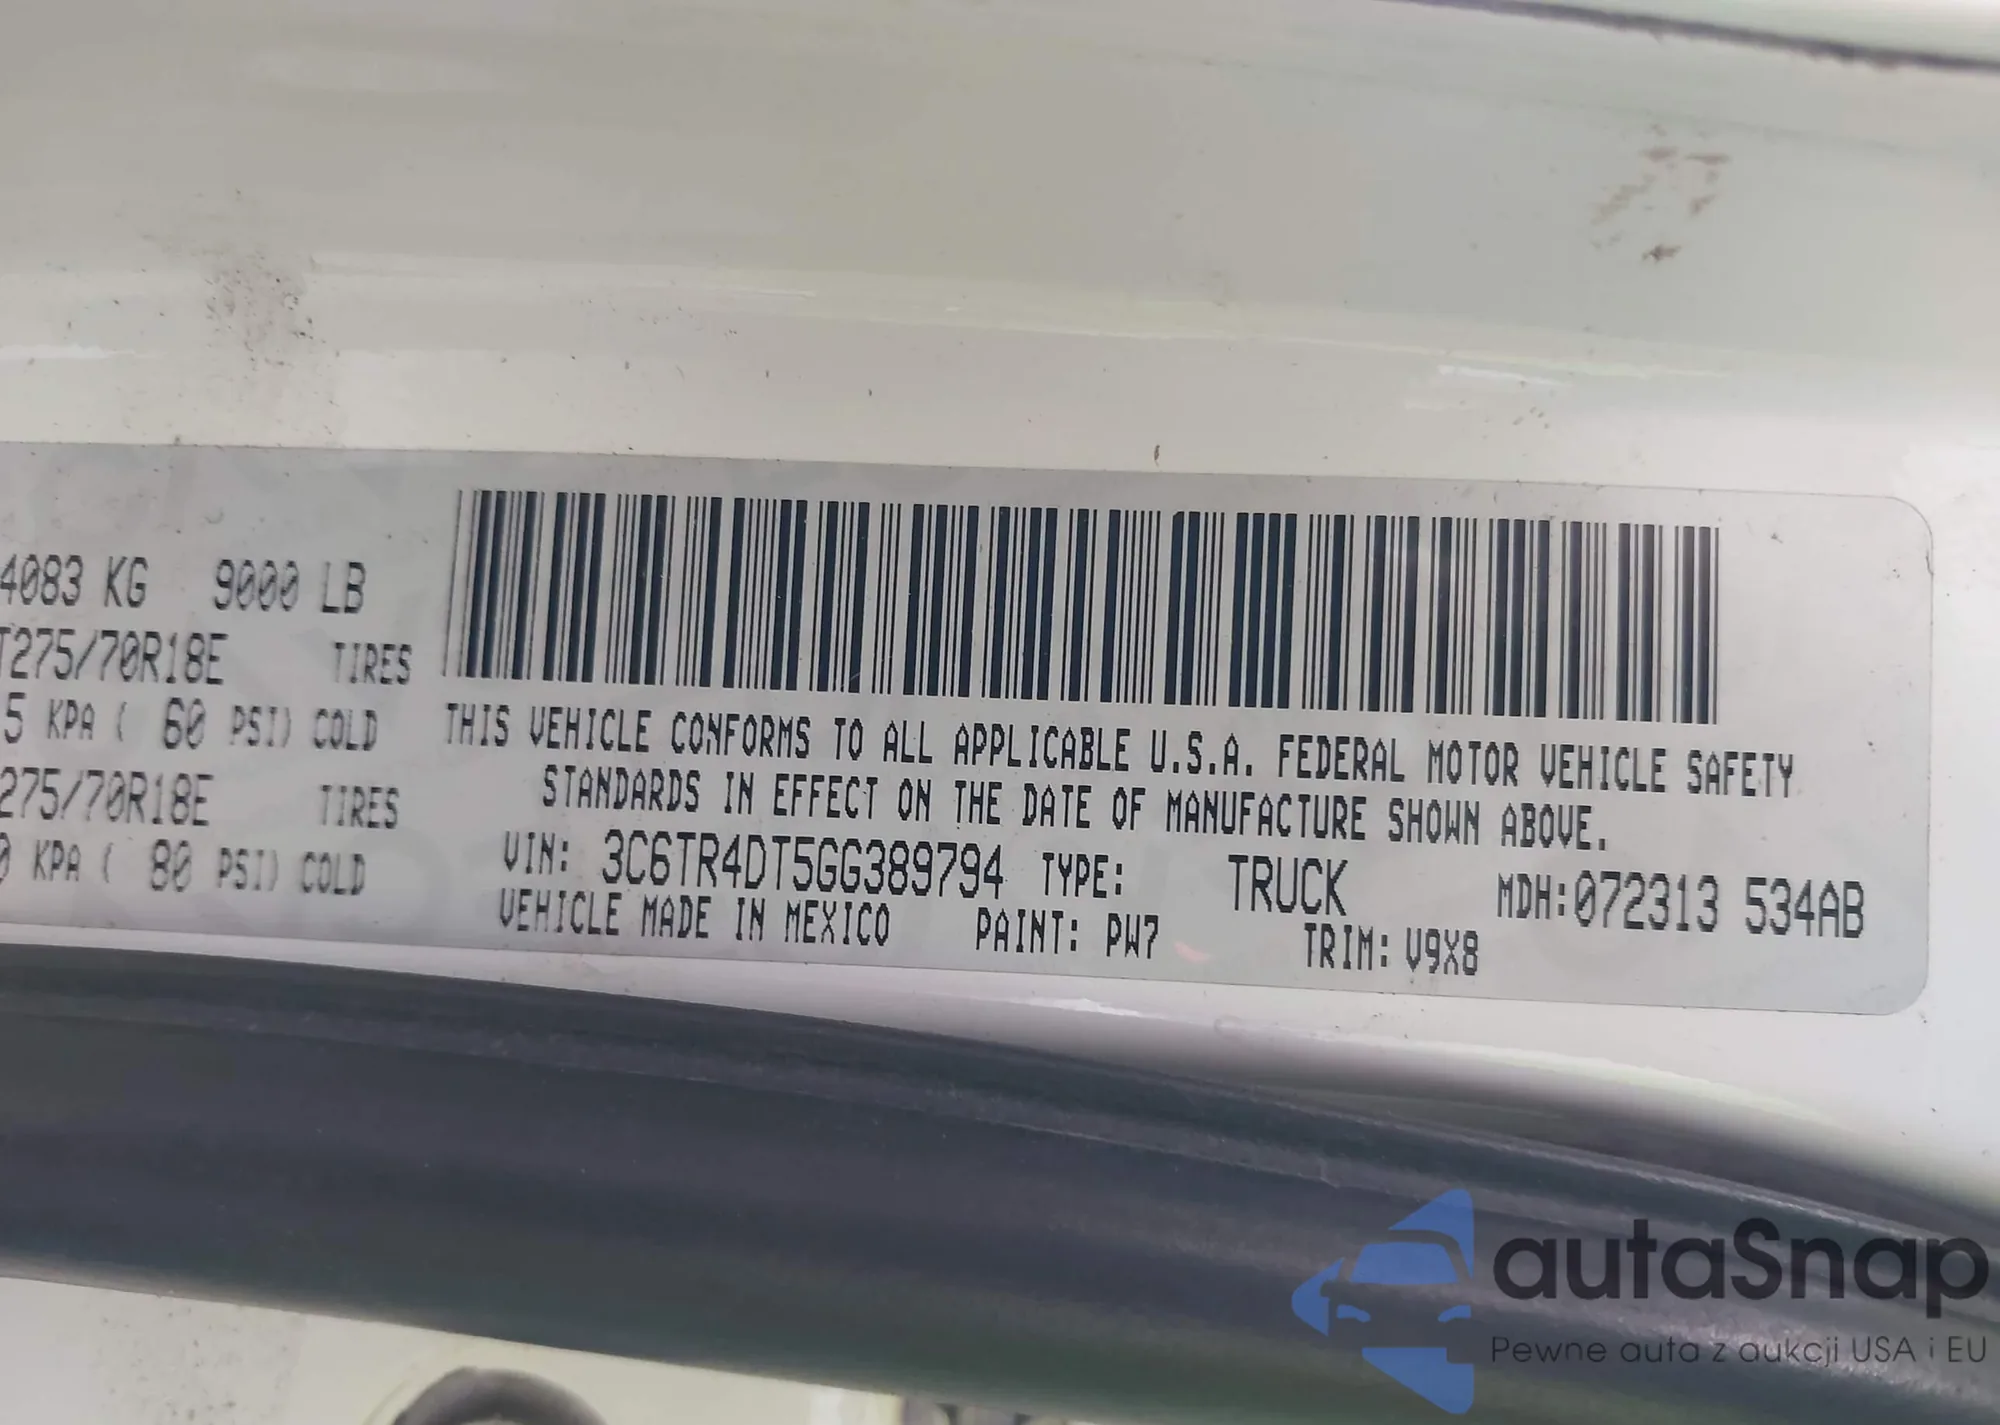 4083 KG 9000 LB
T275/70R18E TIRES
5 KPA ( 60 PSI) COLD
275/70R18E TIRES
0 KPA ( 80 PSI) COLD
THIS VEHICLE CONFORMS TO ALL APPLICABLE U.S.A. FEDERAL MOTOR VEHICLE SAFETY
STANDARDS IN EFFECT ON THE DATE OF MANUFACTURE SHOWN ABOVE.
VIN: 3C6TR4DT5GG389794 TYPE: TRUCK MDH:072313 534AB
VEHICLE MADE IN MEXICO PAINT: PW7 TRIM: V9X8
autaSnap
Pewne auta z aukcji USA i EU